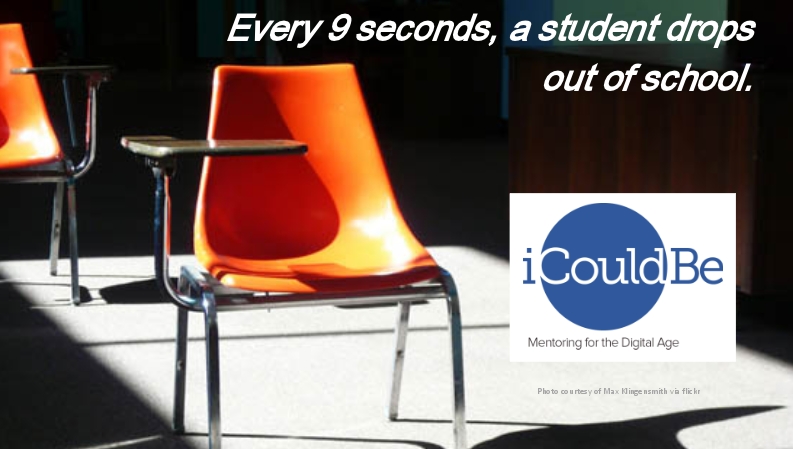 Every 9 seconds, a student drops
out of school.
iCouldBe
Mentoring for the Digital Age
Photo courtesy of Max Klingensmith via flickr